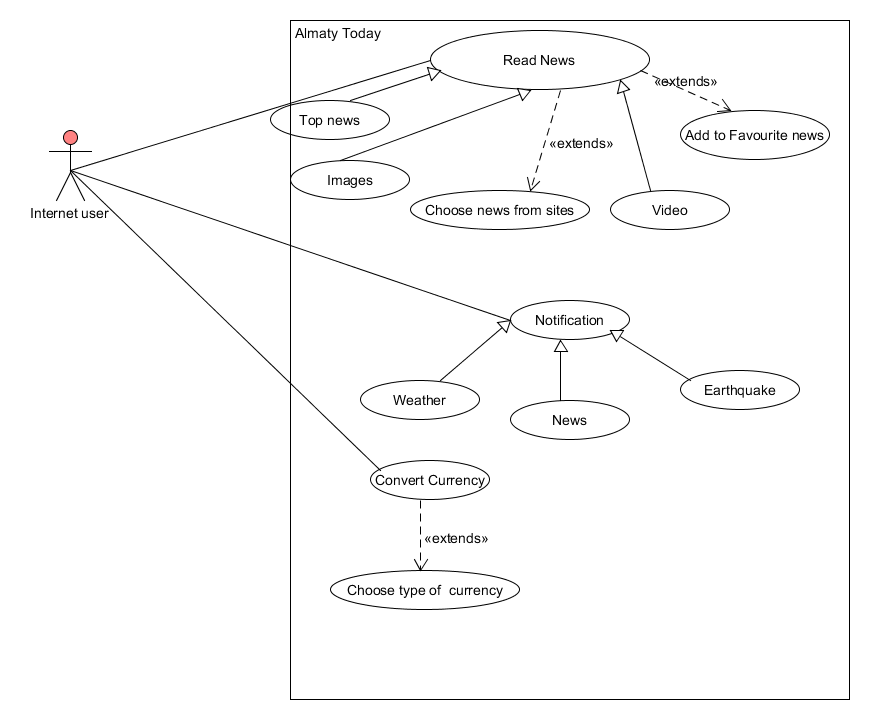 Almaty Today
Read News
«extends»
Top news
Add to Favourite news
«extends»
Images
Choose news from sites
Video
Internet user
Notification
Weather
News
Earthquake
Convert Currency
«extends»
Choose type of  currency